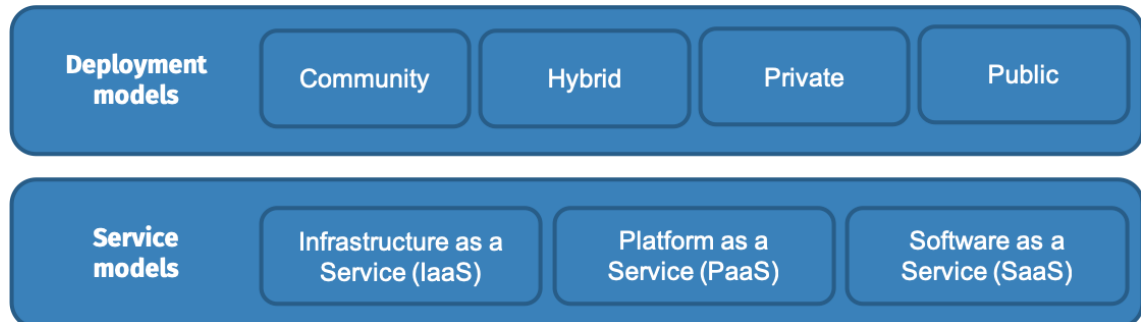 Deployment
models
Community
Hybrid
Private
Public
Service
models
Infrastructure as a
Service (IaaS)
Platform as a
Service (PaaS)
Software as a
Service (SaaS)